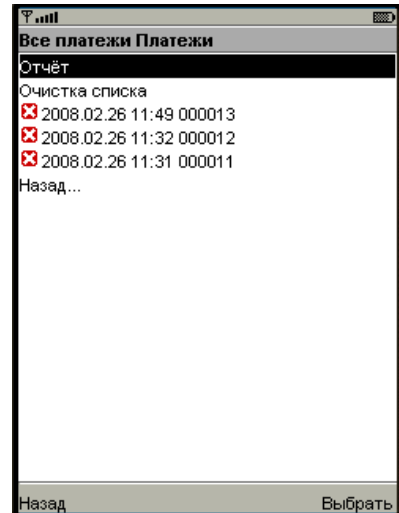 Все платежи Платежи
Отчёт
Очистка списка
2008.02.26 11:49 000013
2008.02.26 11:32 000012
2008.02.26 11:31 000011
Назад...
Назад Выбрать